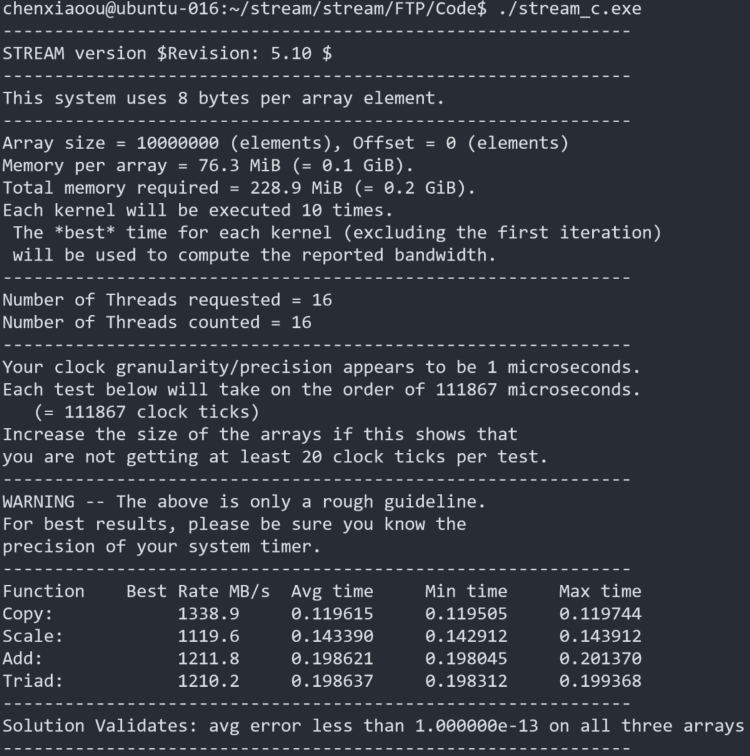 chenxiaoou@ubuntu-016:~/stream/stream/FTP/Code$ ./stream_c.exe
-------------------------------------------------------------
STREAM version $Revision: 5.10 $
-------------------------------------------------------------
This system uses 8 bytes per array element.
-------------------------------------------------------------
Array size = 10000000 (elements), Offset = 0 (elements)
Memory per array = 76.3 MiB (= 0.1 GiB).
Total memory required = 228.9 MiB (= 0.2 GiB).
Each kernel will be executed 10 times.
 The *best* time for each kernel (excluding the first iteration)
 will be used to compute the reported bandwidth.
-------------------------------------------------------------
Number of Threads requested = 16
Number of Threads counted = 16
-------------------------------------------------------------
Your clock granularity/precision appears to be 1 microseconds.
Each test below will take on the order of 111867 microseconds.
   (= 111867 clock ticks)
Increase the size of the arrays if this shows that
you are not getting at least 20 clock ticks per test.
-------------------------------------------------------------
WARNING -- The above is only a rough guideline.
For best results, please be sure you know the
precision of your system timer.
-------------------------------------------------------------
Function    Best Rate MB/s  Avg time     Min time     Max time
Copy:            1338.9     0.119615     0.119505     0.119744
Scale:           1119.6     0.143390     0.142912     0.143912
Add:             1211.8     0.198621     0.198045     0.201370
Triad:           1210.2     0.198637     0.198312     0.199368
-------------------------------------------------------------
Solution Validates: avg error less than 1.000000e-13 on all three arrays
-------------------------------------------------------------